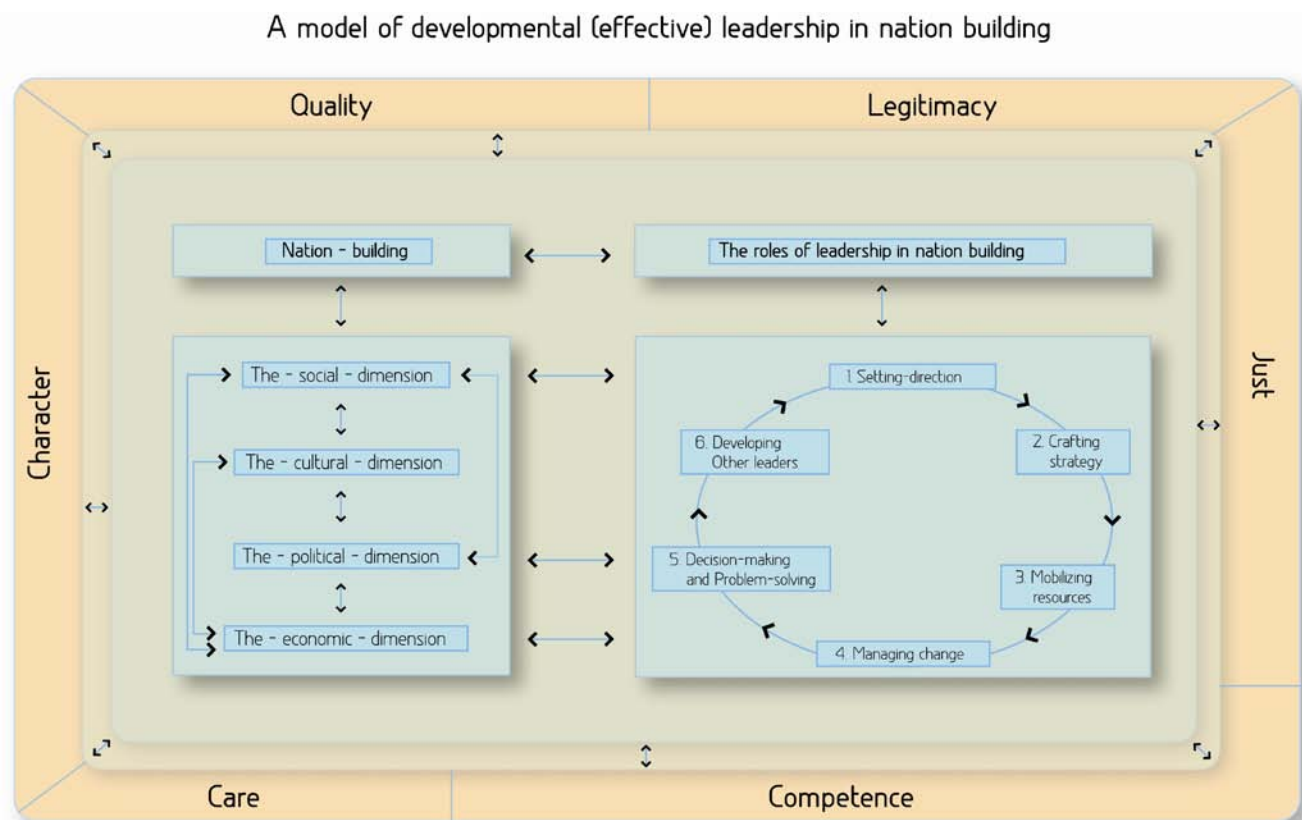 A model of developmental (effective) leadership in nation building
Quality
Legitimacy
Character
Just
Nation - building
The roles of leadership in nation building
The - social - dimension
The - cultural - dimension
The - political - dimension
The - economic - dimension
1. Setting-direction
2. Crafting
strategy
3. Mobilizing
resources
4. Managing change
5. Decision-making
and Problem-solving
6. Developing
Other leaders
Care
Competence